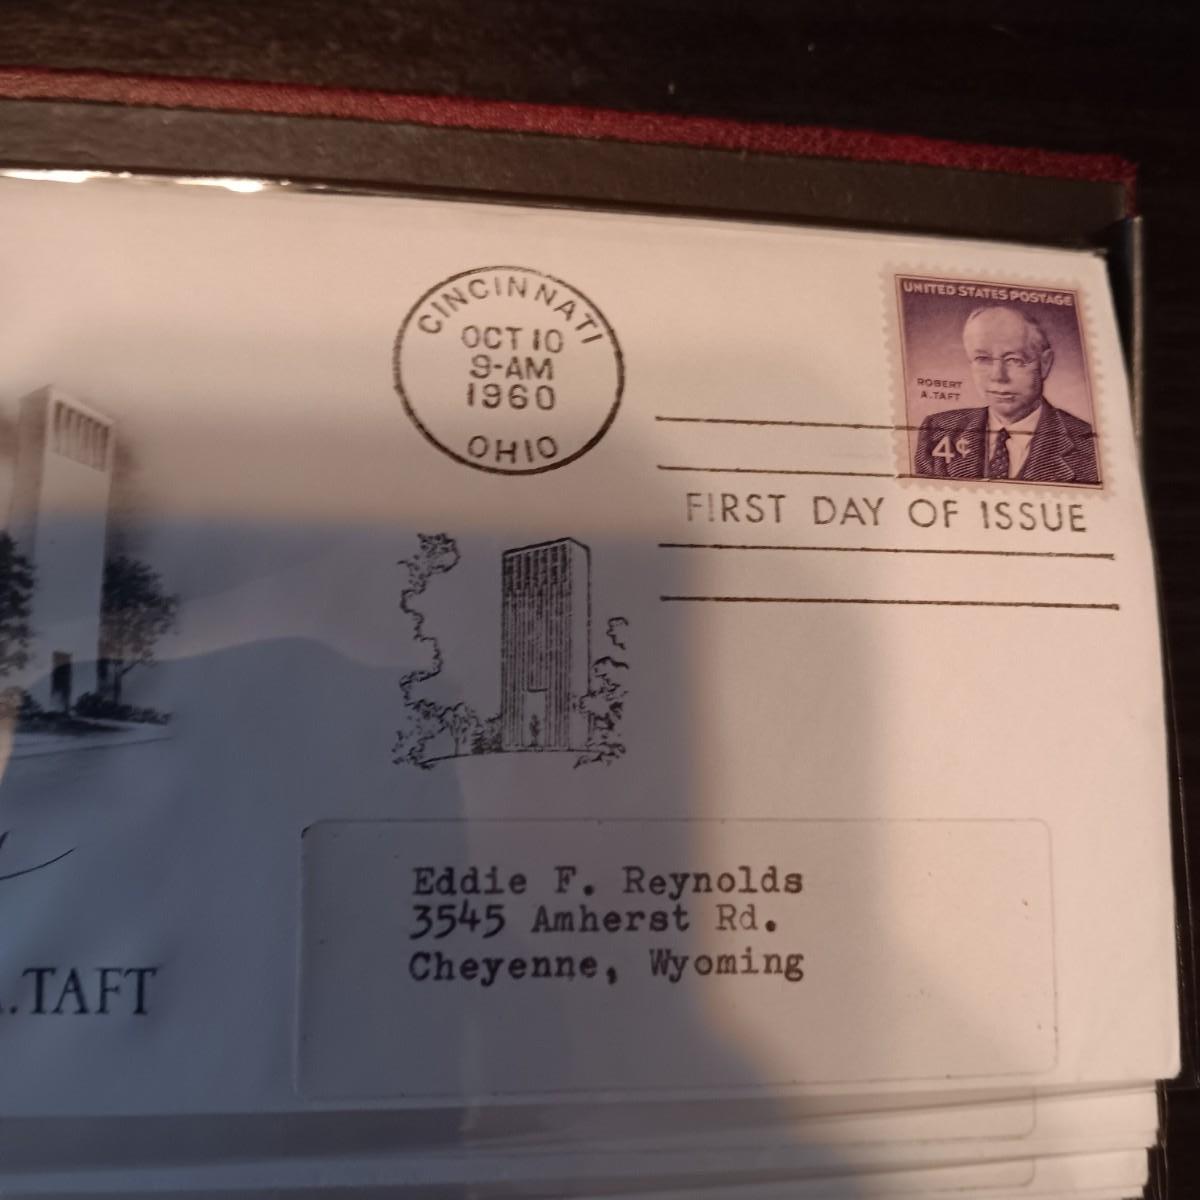 CINCINNATI
OCT 10
9-AM
1960
OHIO
UNITED STATES POSTAGE
ROBERT
A. TAFT
4¢
FIRST DAY OF ISSUE
Eddie F. Reynolds
3545 Amherst Rd.
Cheyenne, Wyoming
. TAFT